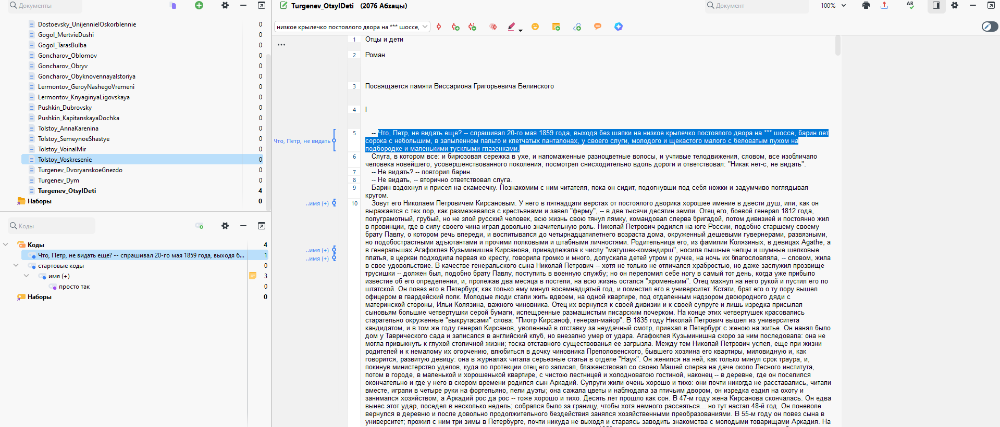 Документы
Turgenev_OtsyIDeti (2076 Абзацы)
Документ
100%
Dostoevsky_UnijennieIOskorblennie 0
Gogol_MertvieDushi 0
Gogol_TarasBulba 0
Goncharov_Oblomov 0
Goncharov_Obryv 0
Goncharov_ObyknovennayaIstoriya 0
Lermontov_GeroyNashegoVremeni 0
Lermontov_KnyaginyaLigovskaya 0
Pushkin_Dubrovsky 0
Pushkin_KapitanskayaDochka 0
Tolstoy_AnnaKarenina 0
Tolstoy_SemeynoeShastye 0
Tolstoy_VoinaIMir 0
Tolstoy_Voskresenie 0
Turgenev_DvoryanskoeGnezdo 0
Turgenev_Dym 0
Turgenev_OtsyIDeti 4
Наборы 0
Коды
Коды 4
Что, Петр, не видать еще? -- спрашивал 20-го мая 1859 года, выходя б... 1
стартовые коды 0
имя (+) 3
просто так 0
Наборы 0
низкое крылечко постоялого двора на *** шоссе,
AB
...
Что, Петр, не видать
..имя (+)
..имя (+)
..имя (+)
1 Отцы и дети
2 Роман
3 Посвящается памяти Виссариона Григорьевича Белинского
4 I
5 -- Что, Петр, не видать еще? -- спрашивал 20-го мая 1859 года, выходя без шапки на низкое крылечко постоялого двора на *** шоссе, барин лет
сорока с небольшим, в запыленном пальто и клетчатых панталонах, у своего слуги, молодого и щекастого малого с беловатым пухом на
подбородке и маленькими тусклыми глазенками.
6 Слуга, в котором все: и бирюзовая сережка в ухе, и напомаженные разноцветные волосы, и учтивые телодвижения, словом, все изобличало
человека новейшего, усовершенствованного поколения, посмотрел снисходительно вдоль дороги и ответствовал: "Никак нет-с, не видать".
7 -- Не видать? -- повторил барин.
8 -- Не видать, -- вторично ответствовал слуга.
9 Барин вздохнул и присел на скамеечку. Познакомим с ним читателя, пока он сидит, подогнувши под себя ножки и задумчиво поглядывая
кругом.
10 Зовут его Николаем Петровичем Кирсановым. У него в пятнадцати верстах от постоялого дворика хорошее имение в двести душ, или, как он
выражается с тех пор, как размежевался с крестьянами и завел "ферму", -- в две тысячи десятин земли. Отец его, боевой генерал 1812 года,
полуграмотный, грубый, но не злой русский человек, всю жизнь свою тянул лямку, командовал сперва бригадой, потом дивизией и постоянно жил
в провинции, где в силу своего чина играл довольно значительную роль. Николай Петрович родился на юге России, подобно старшему своему
брату Павлу, о котором речь впереди, и воспитывался до четырнадцатилетнего возраста дома, окруженный дешевыми гувернерами, развязными,
но подобострастными адъютантами и прочими полковыми и штабными личностями. Родительница его, из фамилии Колязиных, в девицах Agathe, а
в генеральшах Агафоклея Кузьминишна Кирсанова, принадлежала к числу "матушек-командирш", носила пышные чепцы и шумные шелковые
платья, в церкви подходила первая ко кресту, говорила громко и много, допускала детей утром к ручке, на ночь их благословляла, -- словом, жила
в свое удовольствие. В качестве генеральского сына Николай Петрович -- хотя не только не отличался храбростью, но даже заслужил прозвище
трусишки -- должен был, подобно брату Павлу, поступить в военную службу; но он переломил себе ногу в самый тот день, когда уже прибыло
известие об его определении, и, пролежав два месяца в постели, на всю жизнь остался "хроменьким". Отец махнул на него рукой и пустил его по
штатской. Он повез его в Петербург, как только ему минул восемнадцатый год, и поместил его в университет. Кстати, брат его о ту пору вышел
офицером в гвардейский полк. Молодые люди стали жить вдвоем, на одной квартире, под отдаленным надзором двоюродного дяди с
материнской стороны, Ильи Колязина, важного чиновника. Отец их вернулся к своей дивизии и к своей супруге и лишь изредка присылал
сыновьям большие четвертушки серой бумаги, испещренные размашистым писарским почерком. На конце этих четвертушек красовались
старательно окруженные "выкрутасами" слова: "Пиотр Кирсаноф, генерал-майор". В 1835 году Николай Петрович вышел из университета
кандидатом, и в том же году генерал Кирсанов, уволенный в отставку за неудачный смотр, приехал в Петербург с женою на житье. Он нанял было
дом у Таврического сада и записался в английский клуб, но внезапно умер от удара. Агафоклея Кузьминишна скоро за ним последовала: она не
могла привыкнуть к глухой столичной жизни; тоска отставного существованья ее загрызла. Между тем Николай Петрович успел, еще при жизни
родителей и к немалому их огорчению, влюбиться в дочку чиновника Преполовенского, бывшего хозяина его квартиры, миловидную и, как
говорится, развитую девицу: она в журналах читала серьезные статьи в отделе "Наук". Он женился на ней, как только минул срок траура, и,
покинув министерство уделов, куда по протекции отец его записал, блаженствовал со своею Машей сперва на даче около Лесного института,
потом в городе, в маленькой и хорошенькой квартире, с чистою лестницей и холодноватою гостиной, наконец -- в деревне, где он поселился
окончательно и где у него в скором времени родился сын Аркадий. Супруги жили очень хорошо и тихо: они почти никогда не расставались, читали
вместе, играли в четыре руки на фортепьяно, пели дуэты; она сажала цветы и наблюдала за птичьим двором, он изредка ездил на охоту и
занимался хозяйством, а Аркадий рос да рос -- тоже хорошо и тихо. Десять лет прошло как сон. В 47-м году жена Кирсанова скончалась. Он едва
вынес этот удар, поседел в несколько недель; собрался было за границу, чтобы хотя немного рассеяться... но тут настал 48-й год. Он поневоле
вернулся в деревню и после довольно продолжительного бездействия занялся хозяйственными преобразованиями. В 55-м году он повез сына в
университет; прожил с ним три зимы в Петербурге, почти никуда не выходя и стараясь заводить знакомства с молодыми товарищами Аркадия. На